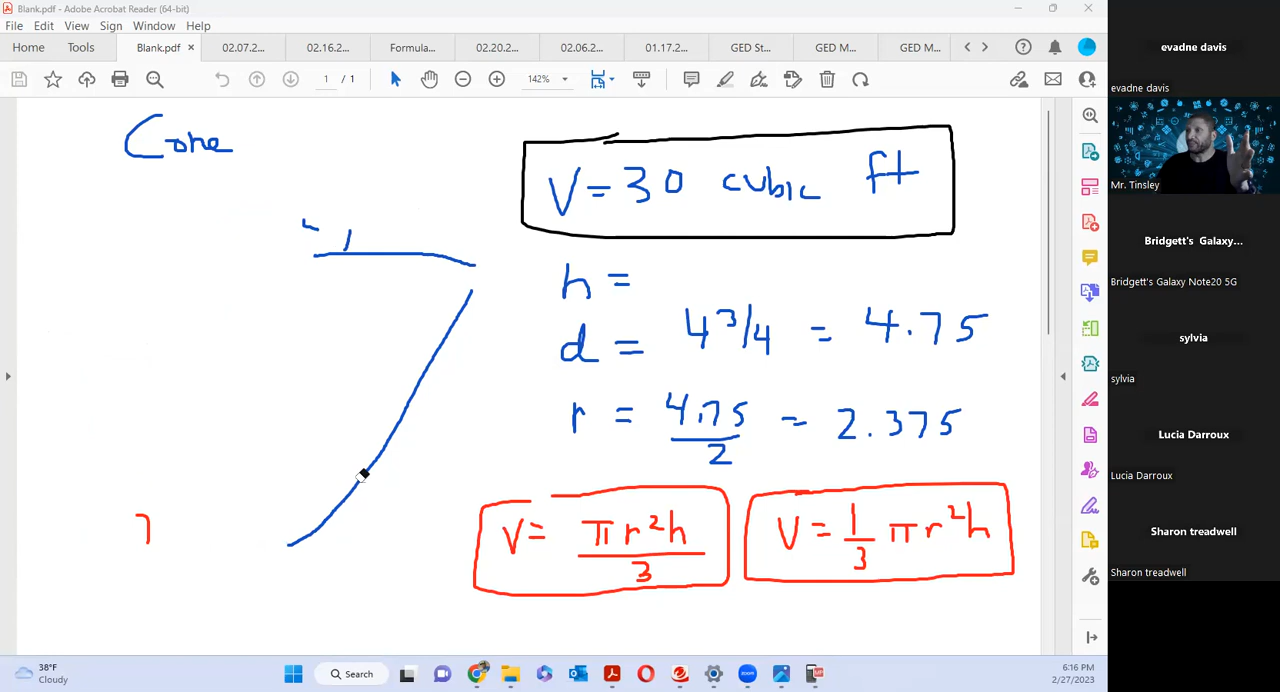 Blank.pdf - Adobe Acrobat Reader (64-bit)
File Edit View Sign Window Help
Home Tools Blank.pdf × 02.07.2... 02.16.2... Formula... 02.20.2... 02.06.2... 01.17.2... GED St... GED M... GED M...
1 / 1 142%
Cone
V = 30 cubic ft
h =
d = 4 3/4 = 4.75
r = 4.75/2 = 2.375
V = πr²h/3
V = 1/3 πr²h
evadne davis
evadne davis
Mr. Tinsley
Bridgett's Galaxy...
Bridgett's Galaxy Note20 5G
sylvia
sylvia
Lucia Darroux
Lucia Darroux
Sharon treadwell
Sharon treadwell
38°F
Cloudy
Search
6:16 PM
2/27/2023